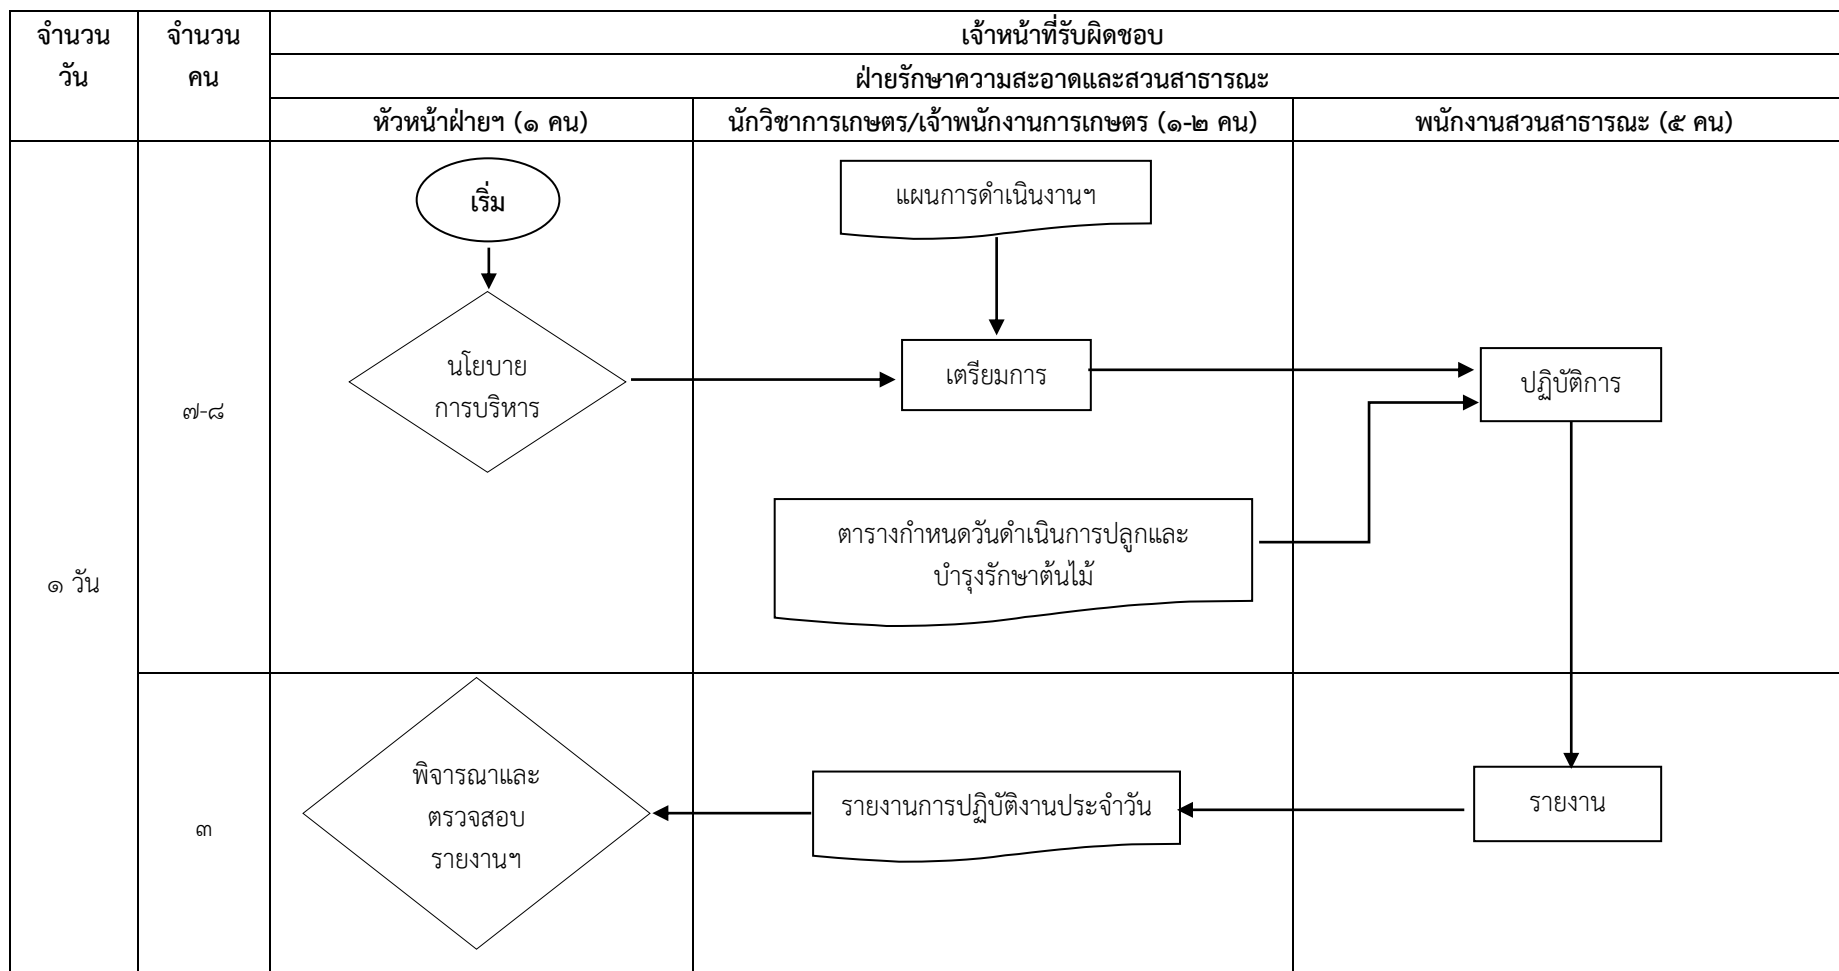 จำนวน
วัน
จำนวน
คน
เจ้าหน้าที่รับผิดชอบ
ฝ่ายรักษาความสะอาดและสวนสาธารณะ
หัวหน้าฝ่ายฯ (๑ คน)
นักวิชาการเกษตร/เจ้าพนักงานการเกษตร (๑-๒ คน)
พนักงานสวนสาธารณะ (๕ คน)
๑ วัน
๗-๘
เริ่ม
แผนการดำเนินงานฯ
นโยบาย
การบริหาร
เตรียมการ
ปฏิบัติการ
ตารางกำหนดวันดำเนินการปลูกและ
บำรุงรักษาต้นไม้
๓
พิจารณาและ
ตรวจสอบ
รายงานฯ
รายงานการปฏิบัติงานประจำวัน
รายงาน